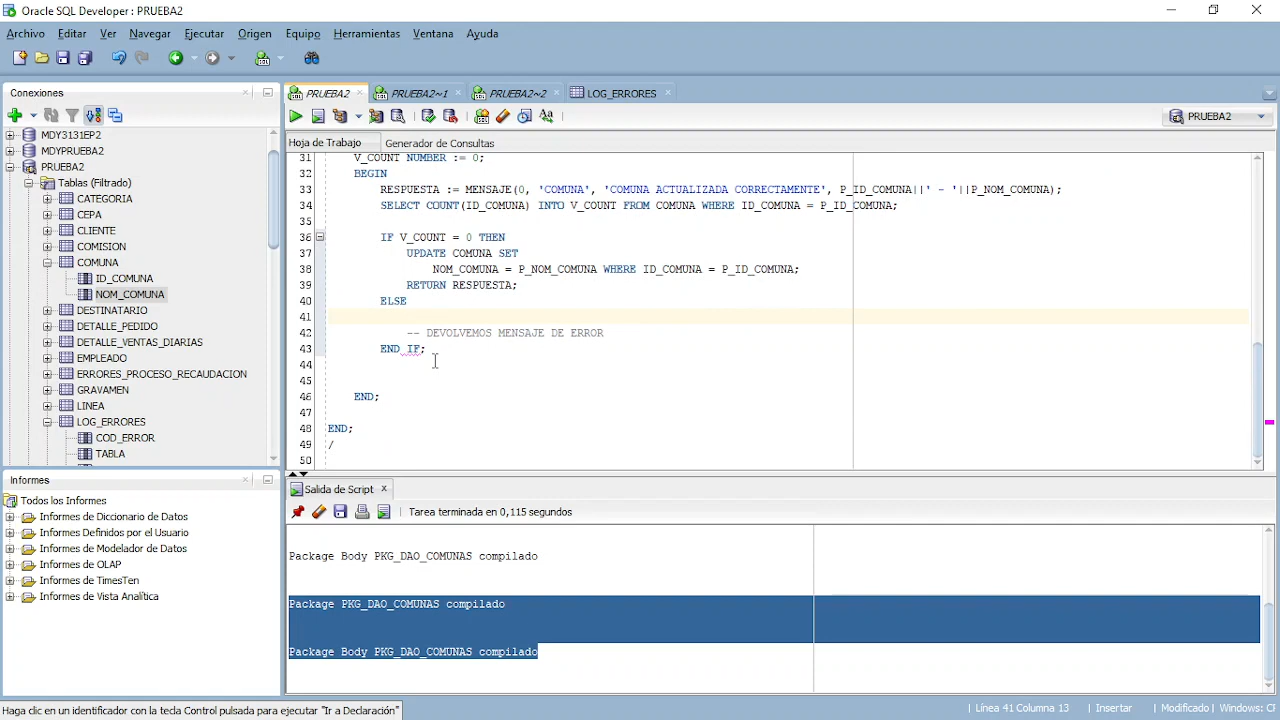 Oracle SQL Developer : PRUEBA2
Archivo Editar Ver Navegar Ejecutar Origen Equipo Herramientas Ventana Ayuda
Conexiones
MDY3131EP2
MDYPRUEBA2
PRUEBA2
Tablas (Filtrado)
CATEGORIA
CEPA
CLIENTE
COMISION
COMUNA
ID_COMUNA
NOM_COMUNA
DESTINATARIO
DETALLE_PEDIDO
DETALLE_VENTAS_DIARIAS
EMPLEADO
ERRORES_PROCESO_RECAUDACION
GRAVAMEN
LINEA
LOG_ERRORES
COD_ERROR
TABLA
Informes
Todos los Informes
Informes de Diccionario de Datos
Informes Definidos por el Usuario
Informes de Modelador de Datos
Informes de OLAP
Informes de TimesTen
Informes de Vista Analítica
PRUEBA2 PRUEBA2~1 PRUEBA2~2 LOG_ERRORES
PRUEBA2
Hoja de Trabajo Generador de Consultas
31 V_COUNT NUMBER := 0;
32 BEGIN
33 RESPUESTA := MENSAJE(0, 'COMUNA', 'COMUNA ACTUALIZADA CORRECTAMENTE', P_ID_COMUNA||' - '||P_NOM_COMUNA);
34 SELECT COUNT(ID_COMUNA) INTO V_COUNT FROM COMUNA WHERE ID_COMUNA = P_ID_COMUNA;
35
36 IF V_COUNT = 0 THEN
37 UPDATE COMUNA SET
38 NOM_COMUNA = P_NOM_COMUNA WHERE ID_COMUNA = P_ID_COMUNA;
39 RETURN RESPUESTA;
40 ELSE
41
42 -- DEVOLVEMOS MENSAJE DE ERROR
43 END IF;
44
45
46 END;
47
48 END;
49 /
50
Salida de Script
Tarea terminada en 0,115 segundos
Package Body PKG_DAO_COMUNAS compilado
Package PKG_DAO_COMUNAS compilado
Package Body PKG_DAO_COMUNAS compilado
Haga clic en un identificador con la tecla Control pulsada para ejecutar "Ir a Declaración" Línea 41 Columna 13 Insertar Modificado Windows: CF